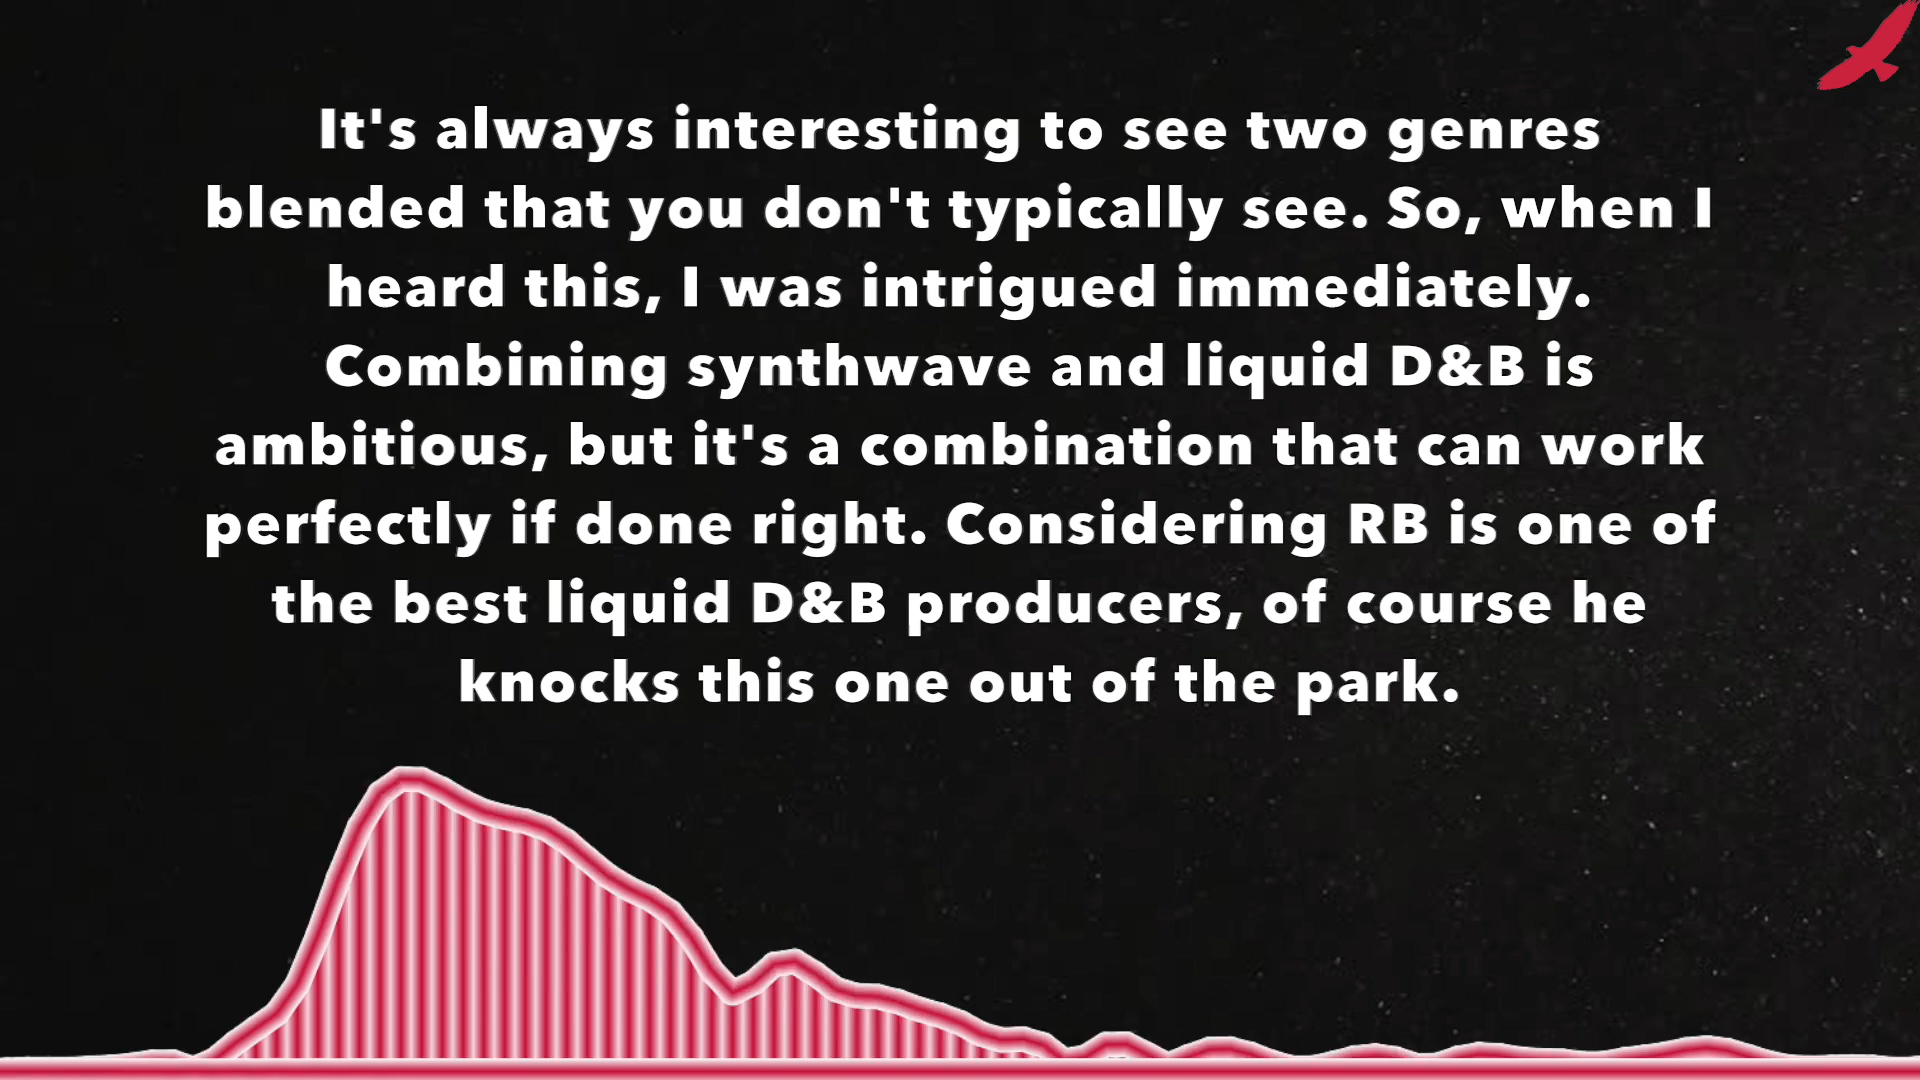 It's always interesting to see two genres
blended that you don't typically see. So, when I
heard this, I was intrigued immediately.
Combining synthwave and liquid D&B is
ambitious, but it's a combination that can work
perfectly if done right. Considering RB is one of
the best liquid D&B producers, of course he
knocks this one out of the park.